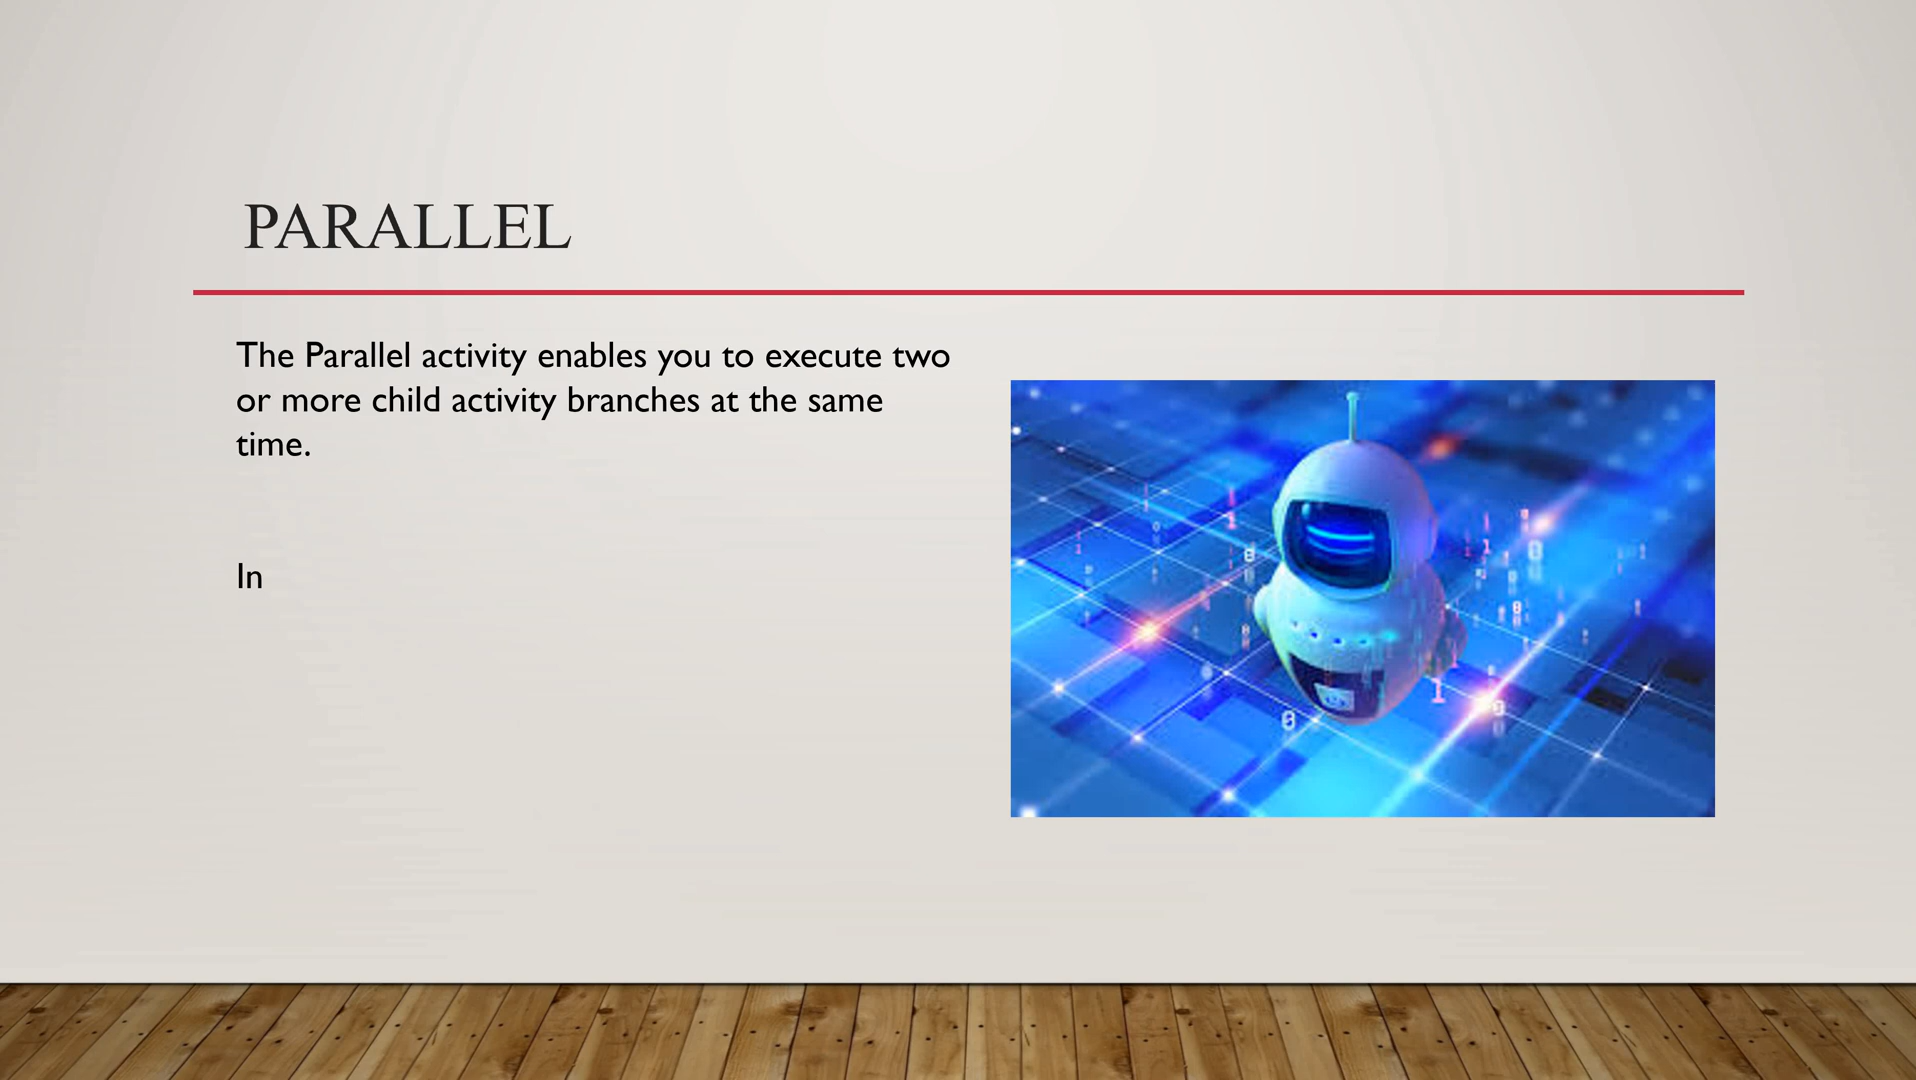 PARALLEL
The Parallel activity enables you to execute two
or more child activity branches at the same
time.
In